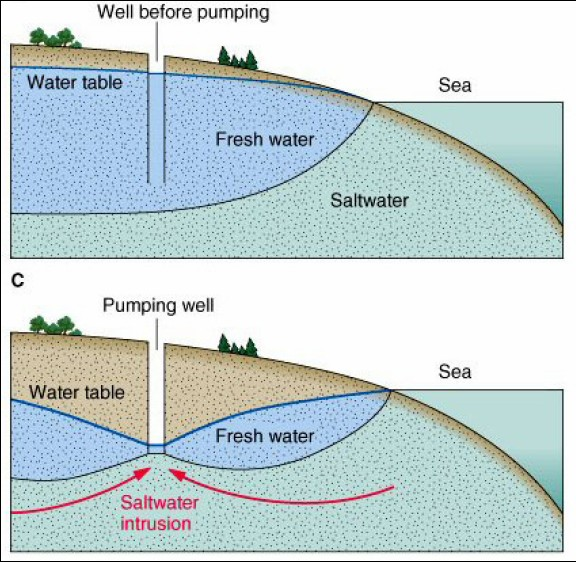 Well before pumping
Water table
Sea
Fresh water
Saltwater
C
Pumping well
Water table
Sea
Fresh water
Saltwater
intrusion